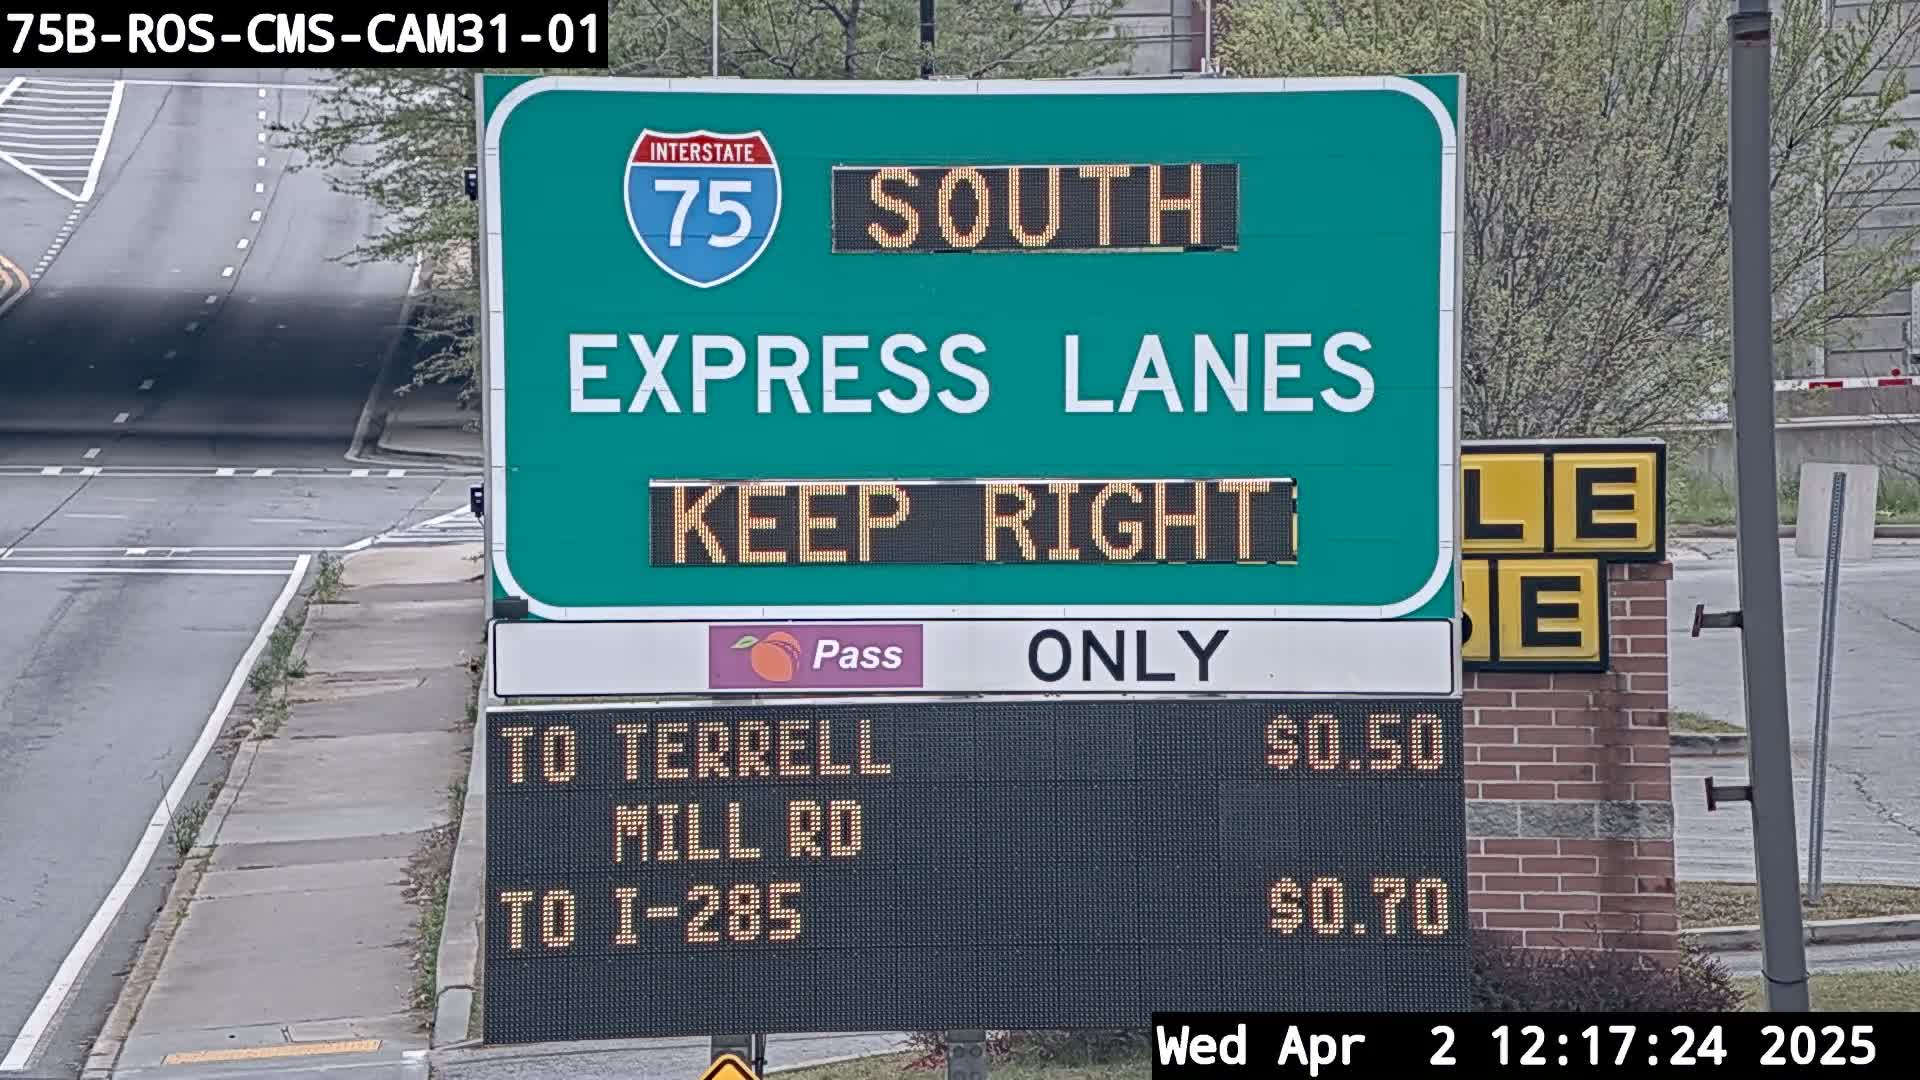 75B-ROS-CMS-CAM31-01
INTERSTATE
75
SOUTH
EXPRESS LANES
KEEP RIGHT
Pass ONLY
TO TERRELL $0.50
MILL RD
TO I-285 $0.70
LE
E
Wed Apr 2 12:17:24 2025